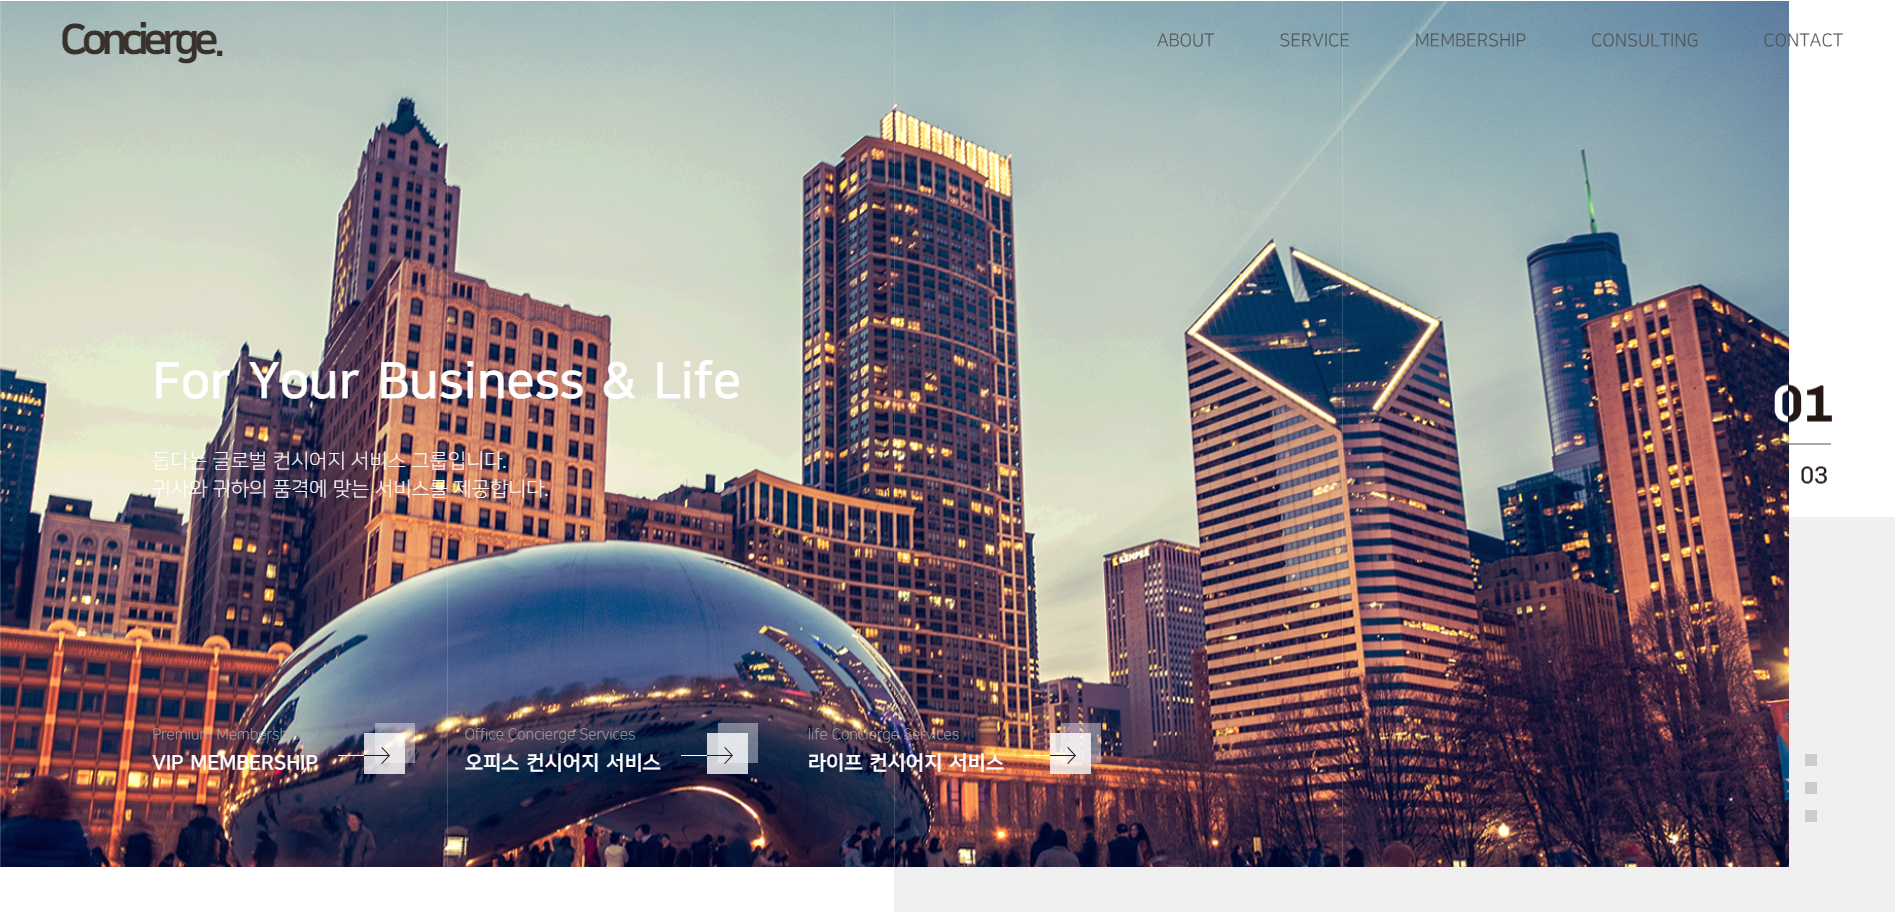 Concierge.
ABOUT
SERVICE
MEMBERSHIP
CONSULTING
CONTACT
For Your Business & Life
돕다는 글로벌 컨시어지 서비스 그룹입니다.
귀사와 귀하의 품격에 맞는 서비스를 제공합니다.
01
03
Premium Membership
VIP MEMBERSHIP
Office Concierge Services
오피스 컨시어지 서비스
life Concierge Services
라이프 컨시어지 서비스
KEMPER